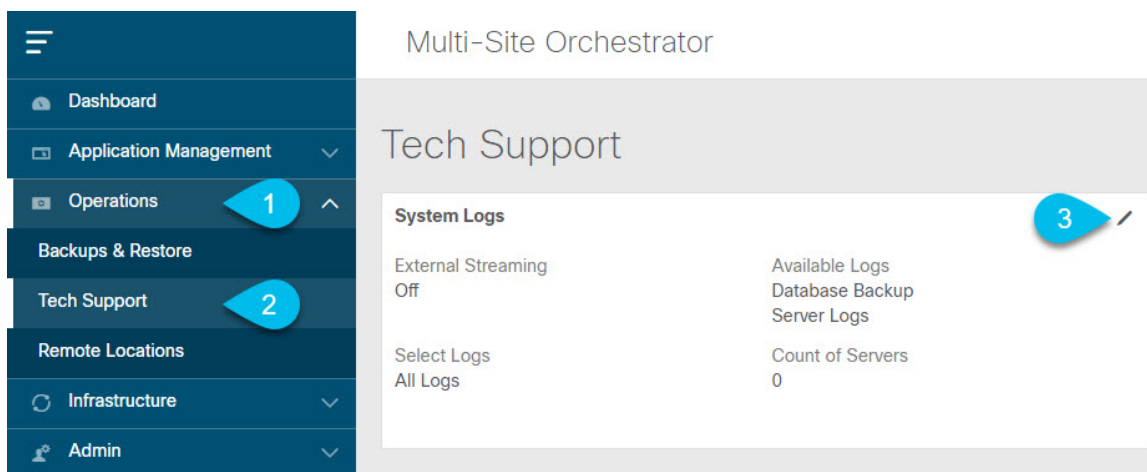 Multi-Site Orchestrator
Dashboard
Application Management
Operations 1
Backups & Restore
Tech Support 2
Remote Locations
Infrastructure
Admin
Tech Support
System Logs 3
External Streaming
Off
Available Logs
Database Backup
Server Logs
Select Logs
All Logs
Count of Servers
0